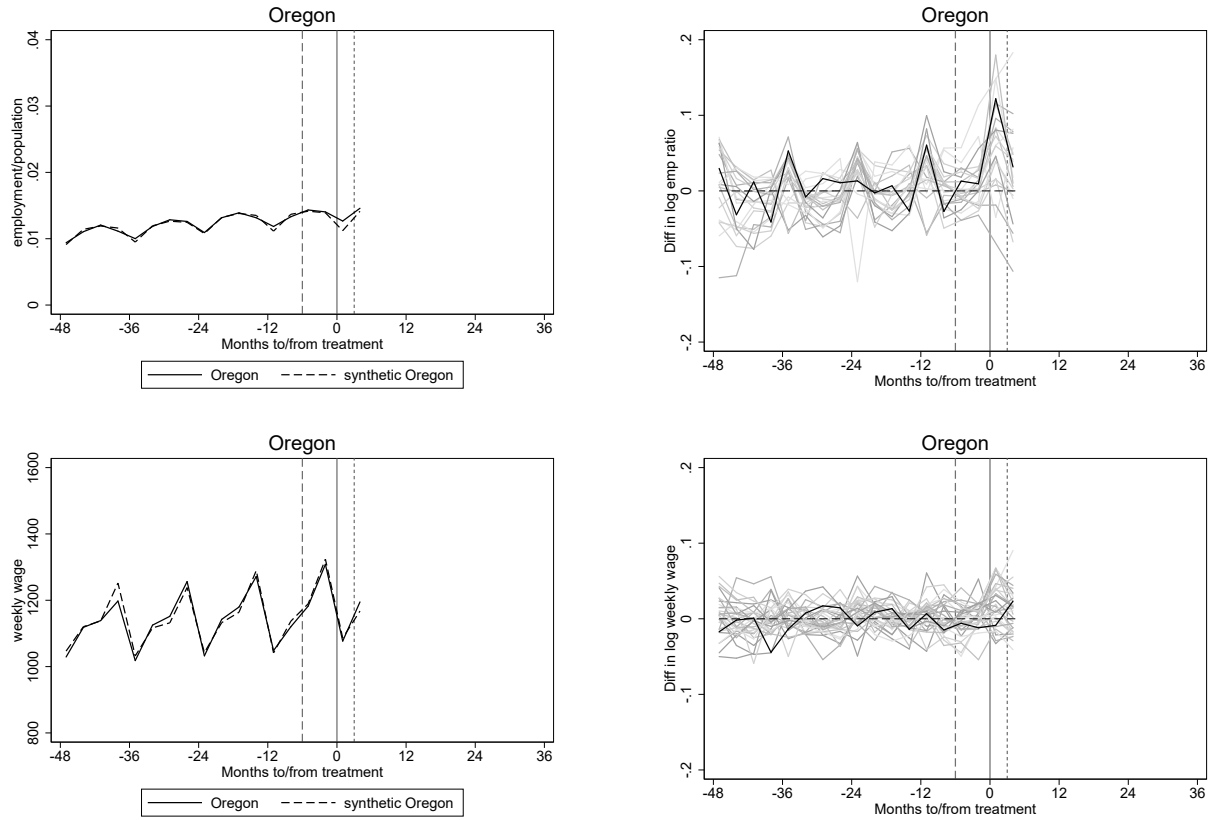 Oregon
employment/population
.04
.03
.02
.01
0
-48 -36 -24 -12 0 12 24 36
Months to/from treatment
Oregon synthetic Oregon
Oregon
Diff in log emp ratio
.2
.1
0
-.1
-.2
-48 -36 -24 -12 0 12 24 36
Months to/from treatment
Oregon
weekly wage
1600
1400
1200
1000
800
-48 -36 -24 -12 0 12 24 36
Months to/from treatment
Oregon synthetic Oregon
Oregon
Diff in log weekly wage
.2
.1
0
-.1
-.2
-48 -36 -24 -12 0 12 24 36
Months to/from treatment